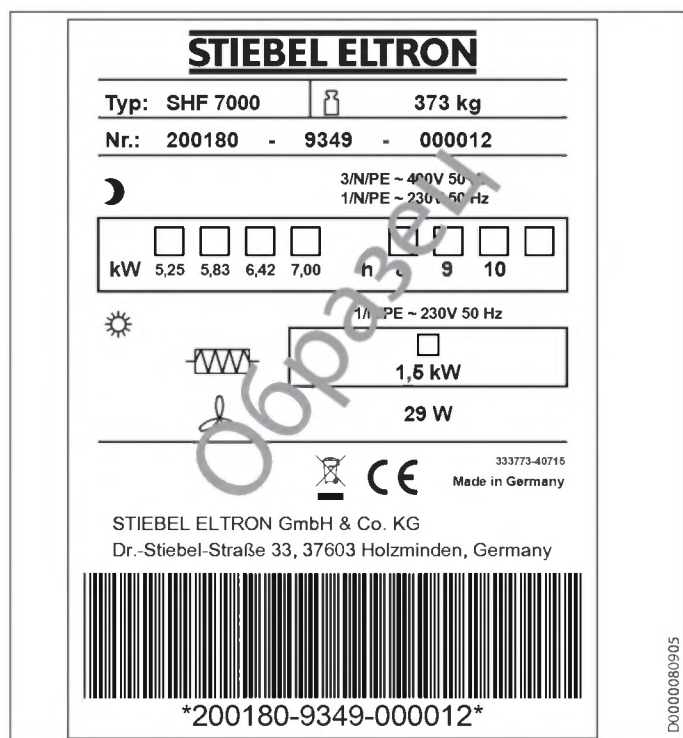 STIEBEL ELTRON
Typ: SHF 7000 373 kg
Nr.: 200180 - 9349 - 000012
3/N/PE ~ 400V 50
1/N/PE ~ 230V 50 Hz
kW 5,25 5,83 6,42 7,00 h 9 10
1/N/PE ~ 230V 50 Hz
1,5 kW
29 W
Образец
CE
333773-40715
Made in Germany
STIEBEL ELTRON GmbH & Co. KG
Dr.-Stiebel-Straße 33, 37603 Holzminden, Germany
*200180-9349-000012*
D0000080905